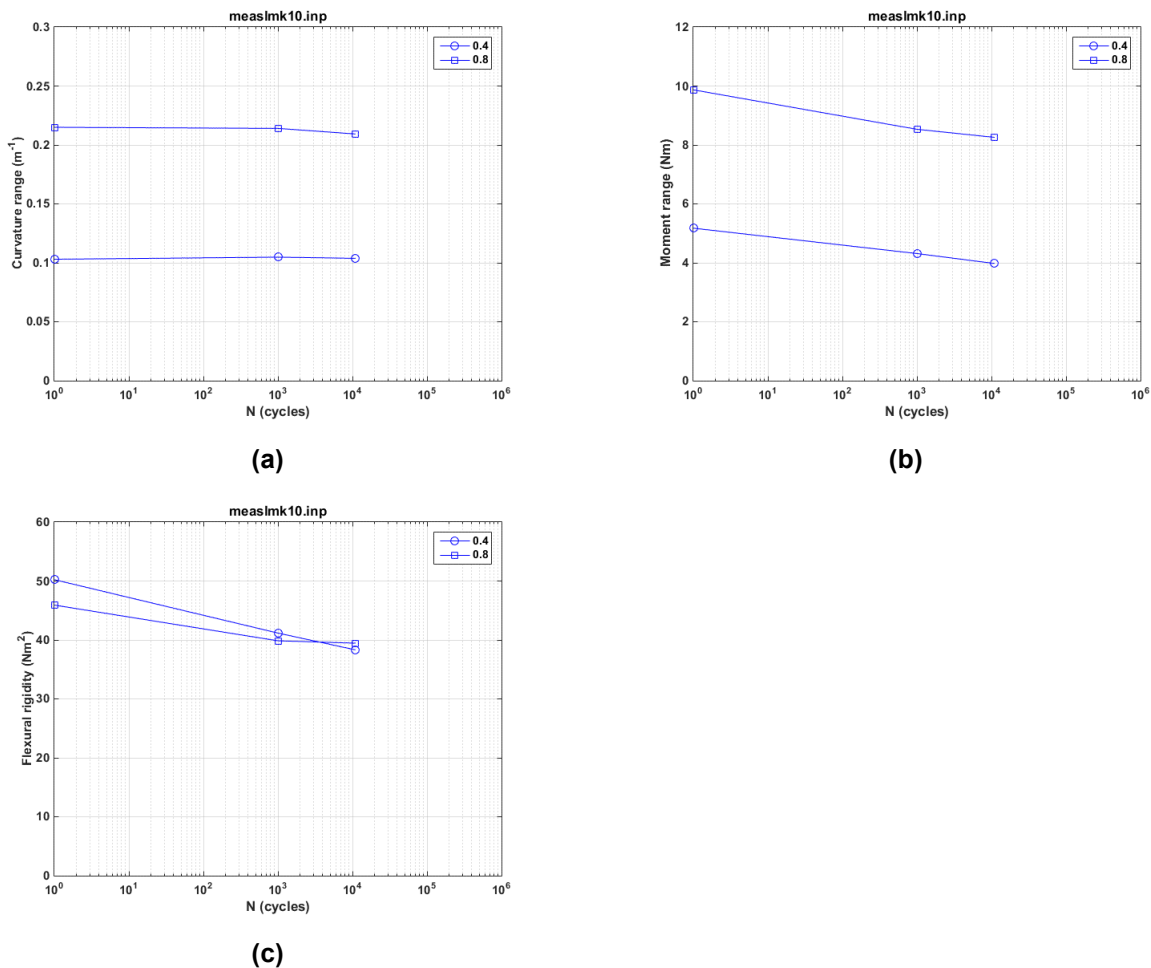 measlmk10.inp
0.4
0.8
Curvature range (m⁻¹)
0.3
0.25
0.2
0.15
0.1
0.05
0
10⁰ 10¹ 10² 10³ 10⁴ 10⁵ 10⁶
N (cycles)
(a)
measlmk10.inp
0.4
0.8
Moment range (Nm)
12
10
8
6
4
2
0
10⁰ 10¹ 10² 10³ 10⁴ 10⁵ 10⁶
N (cycles)
(b)
measlmk10.inp
0.4
0.8
Flexural rigidity (Nm²)
60
50
40
30
20
10
0
10⁰ 10¹ 10² 10³ 10⁴ 10⁵ 10⁶
N (cycles)
(c)